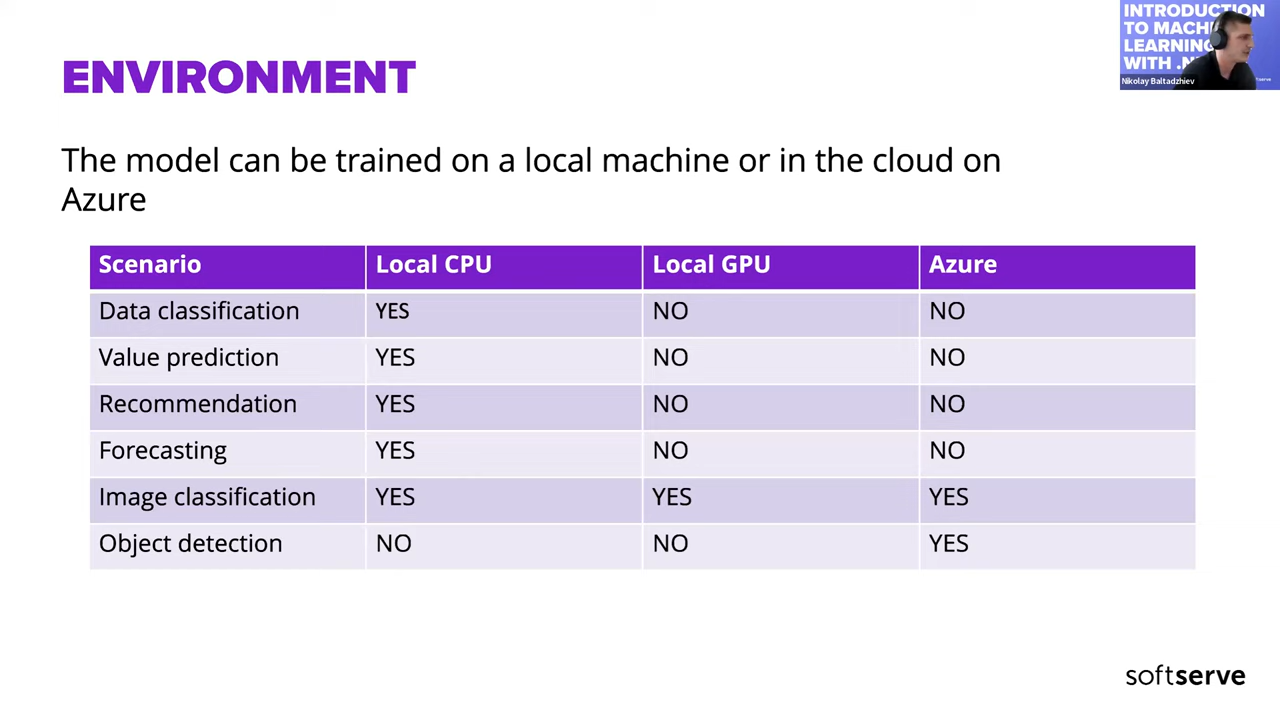 ENVIRONMENT
The model can be trained on a local machine or in the cloud on
Azure
Scenario Local CPU Local GPU Azure
Data classification YES NO NO
Value prediction YES NO NO
Recommendation YES NO NO
Forecasting YES NO NO
Image classification YES YES YES
Object detection NO NO YES
softserve
INTRODUCTION
TO
LEARNING
WITH
Nikolay Baltadzhiev